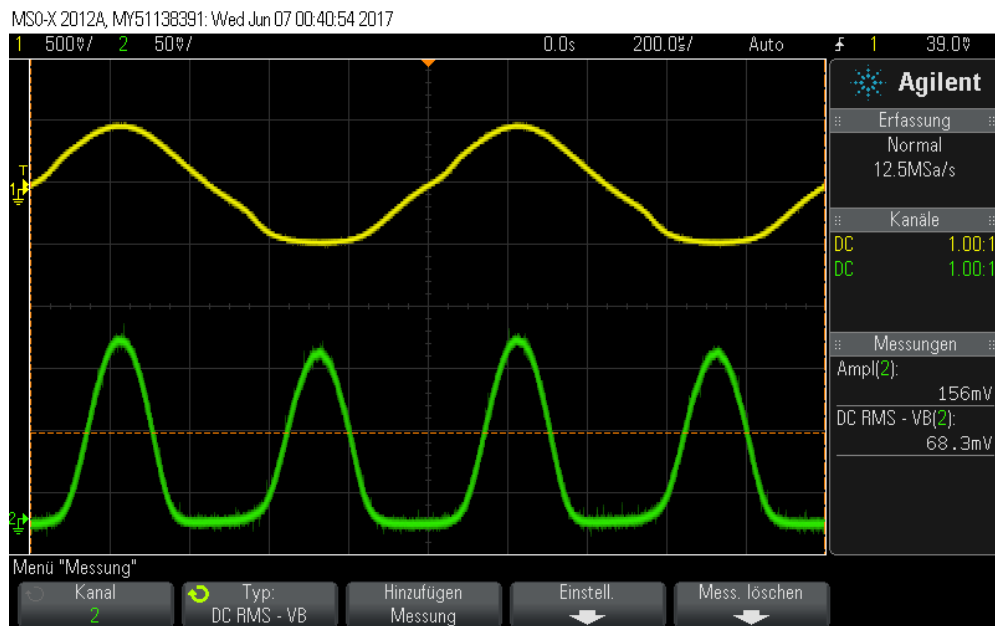 MSO-X 2012A, MY51138391: Wed Jun 07 00:40:54 2017
1 500mV/ 2 50mV/ 0.0s 200.0µs/ Auto 1 39.0mV
Agilent
Erfassung
Normal
12.5MSa/s
Kanäle
DC 1.00:1
DC 1.00:1
Messungen
Ampl(2):
156mV
DC RMS - VB(2):
68.3mV
T
1
2
Menü "Messung"
Kanal
2
Typ:
DC RMS - VB
Hinzufügen
Messung
Einstell.
Mess. löschen